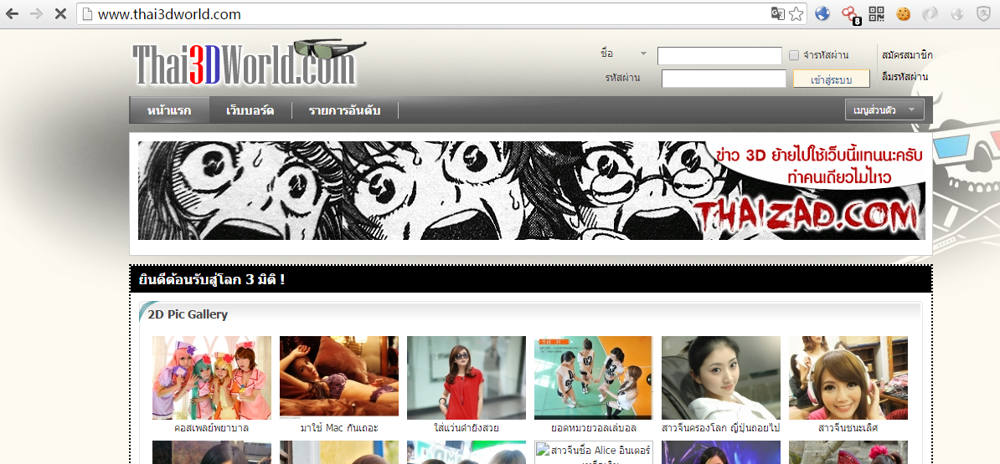 www.thai3dworld.com
8
Thai3DWorld.com
ชื่อ
จำรหัสผ่าน
สมัครสมาชิก
รหัสผ่าน
เข้าสู่ระบบ
ลืมรหัสผ่าน
หน้าแรก
เว็บบอร์ด
รายการอันดับ
เมนูส่วนตัว
ข่าว 3D ย้ายไปใช้เว็บนี้แทนนะครับ
ทำคนเดียวไม่ไหว
THAIZAD.COM
ยินดีต้อนรับสู่โลก 3 มิติ !
2D Pic Gallery
คอสเพลย์พยาบาล
มาใช้ Mac กันเถอะ
ใส่แว่นดำยังสวย
ยอดหมวยวอลเล่บอล
สาวจีนครองโลก ญี่ปุ่นถอยไป
สาวจีนชนะเลิศ
สาวจีนชื่อ Alice อินเตอร์